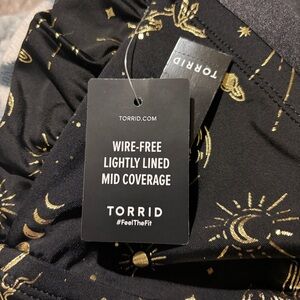 TORRID
TORRID.COM
WIRE-FREE
LIGHTLY LINED
MID COVERAGE
TORRID
#FeelTheFit